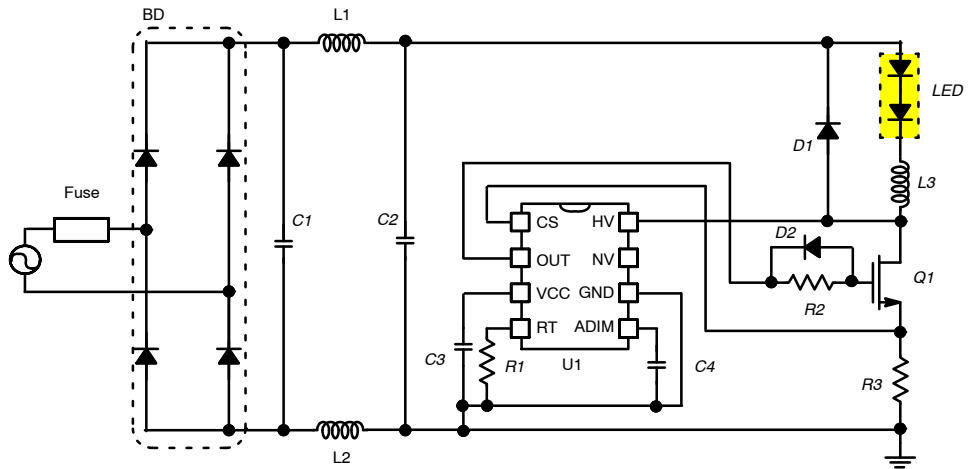 BD
L1
LED
D1
L3
Fuse
C1
C2
CS
HV
D2
OUT
NV
Q1
VCC
GND
R2
RT
ADIM
C3
R1
U1
C4
R3
L2